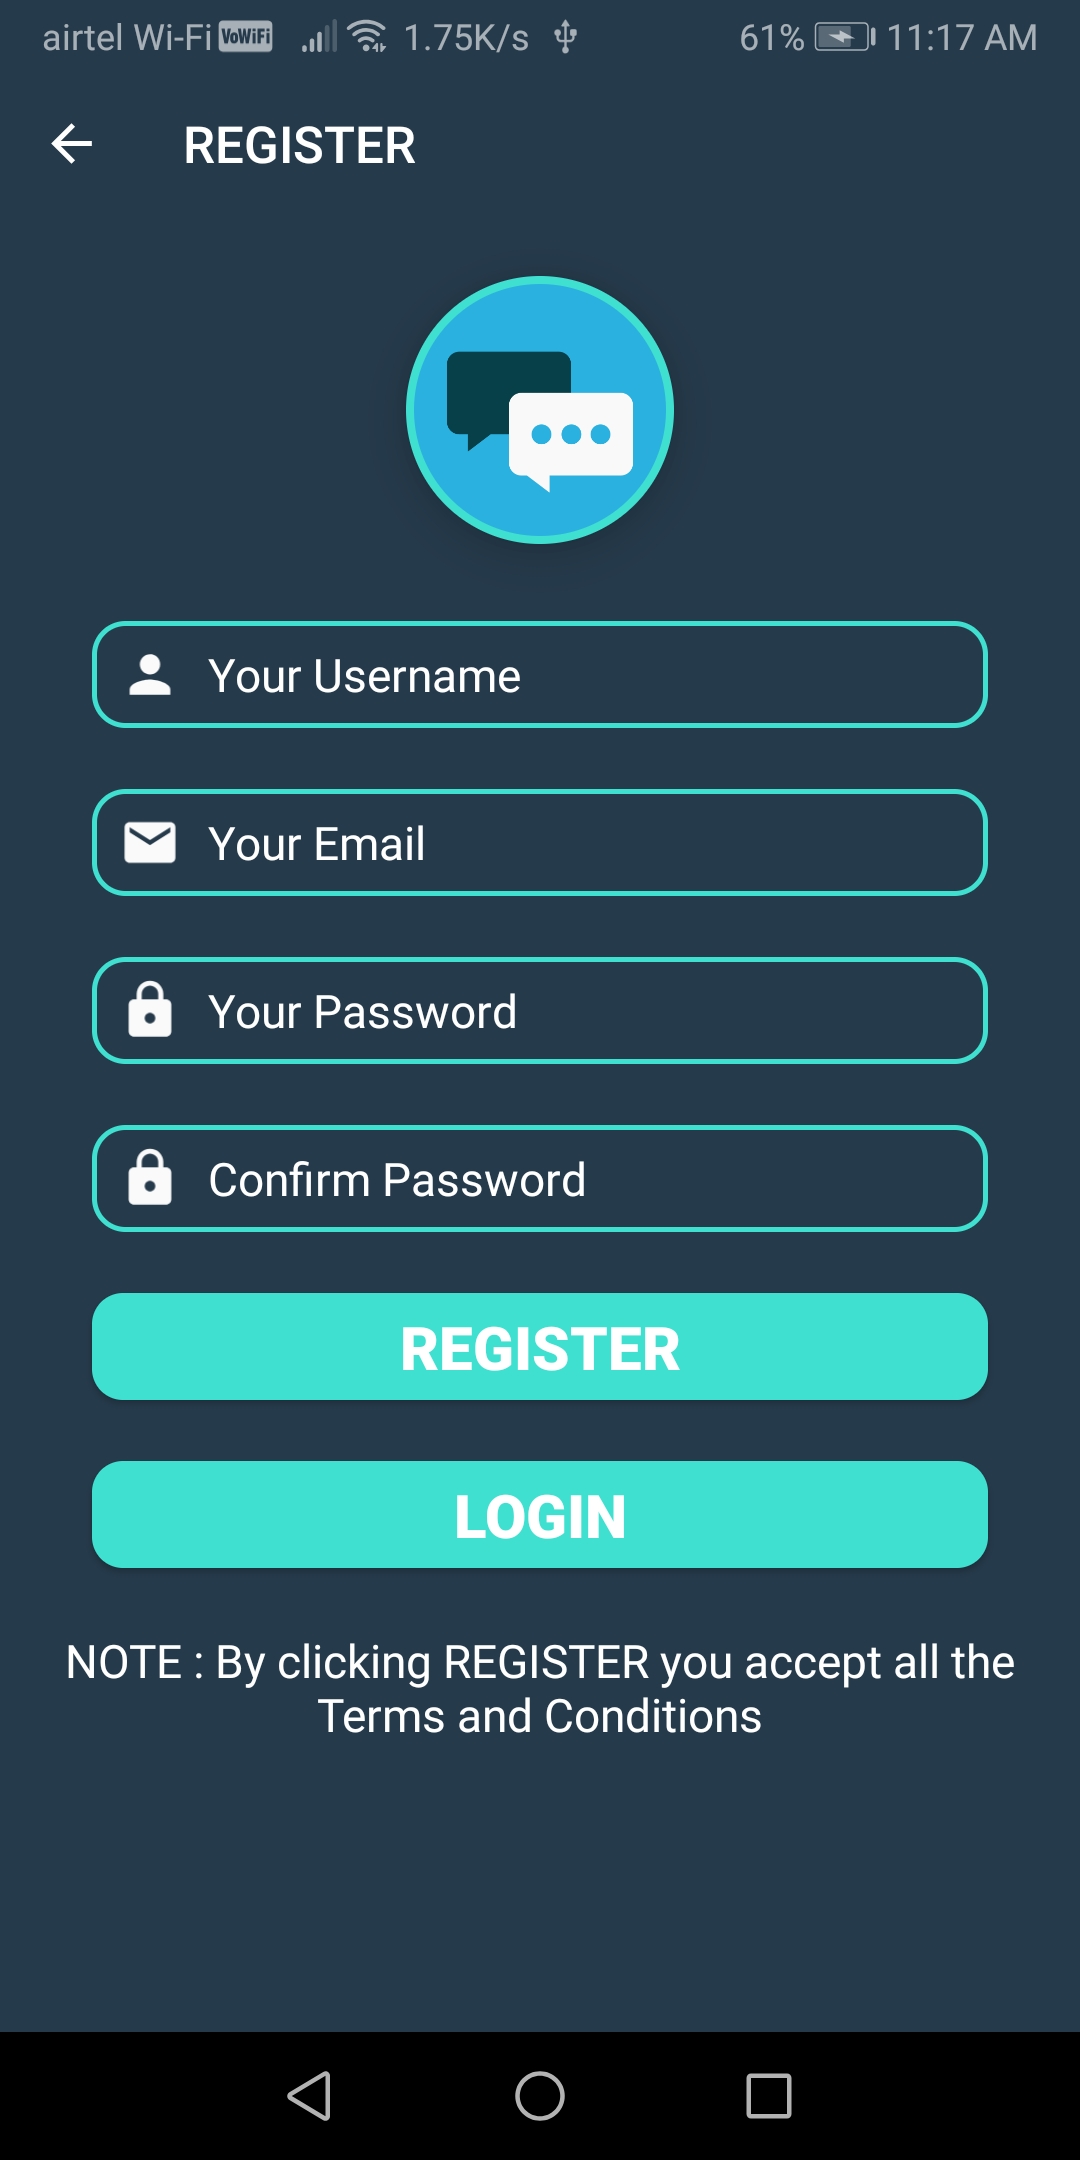 airtel Wi-Fi VoWiFi 1.75K/s 61% 11:17 AM
REGISTER
Your Username
Your Email
Your Password
Confirm Password
REGISTER
LOGIN
NOTE : By clicking REGISTER you accept all the
Terms and Conditions